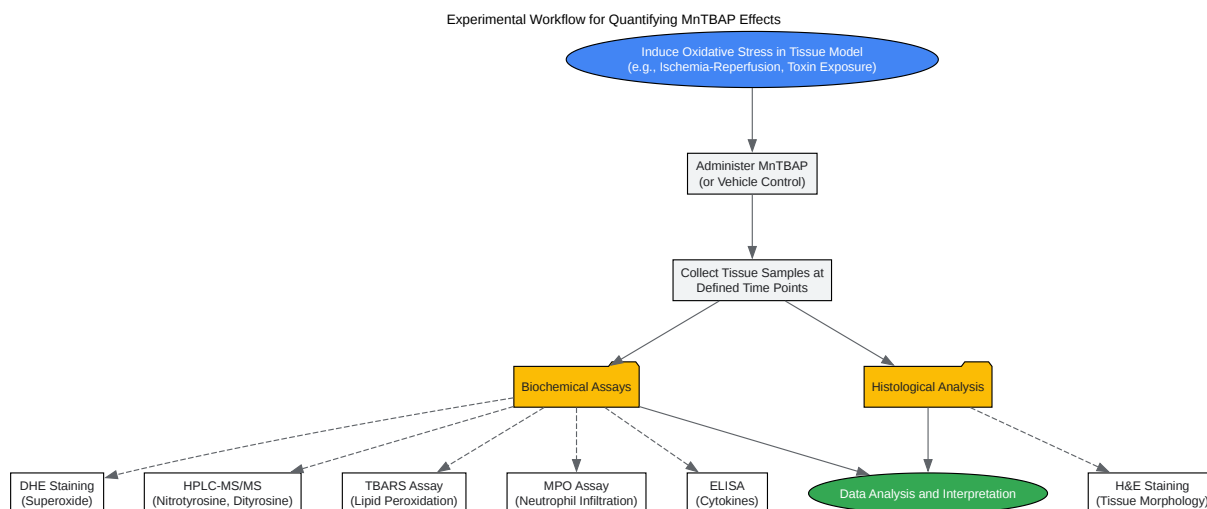 Experimental Workflow for Quantifying MnTBAP Effects
Induce Oxidative Stress in Tissue Model
(e.g., Ischemia-Reperfusion, Toxin Exposure)
Administer MnTBAP
(or Vehicle Control)
Collect Tissue Samples at
Defined Time Points
Biochemical Assays
Histological Analysis
DHE Staining
(Superoxide)
HPLC-MS/MS
(Nitrotyrosine, Dityrosine)
TBARS Assay
(Lipid Peroxidation)
MPO Assay
(Neutrophil Infiltration)
ELISA
(Cytokines)
Data Analysis and Interpretation
H&E Staining
(Tissue Morphology)